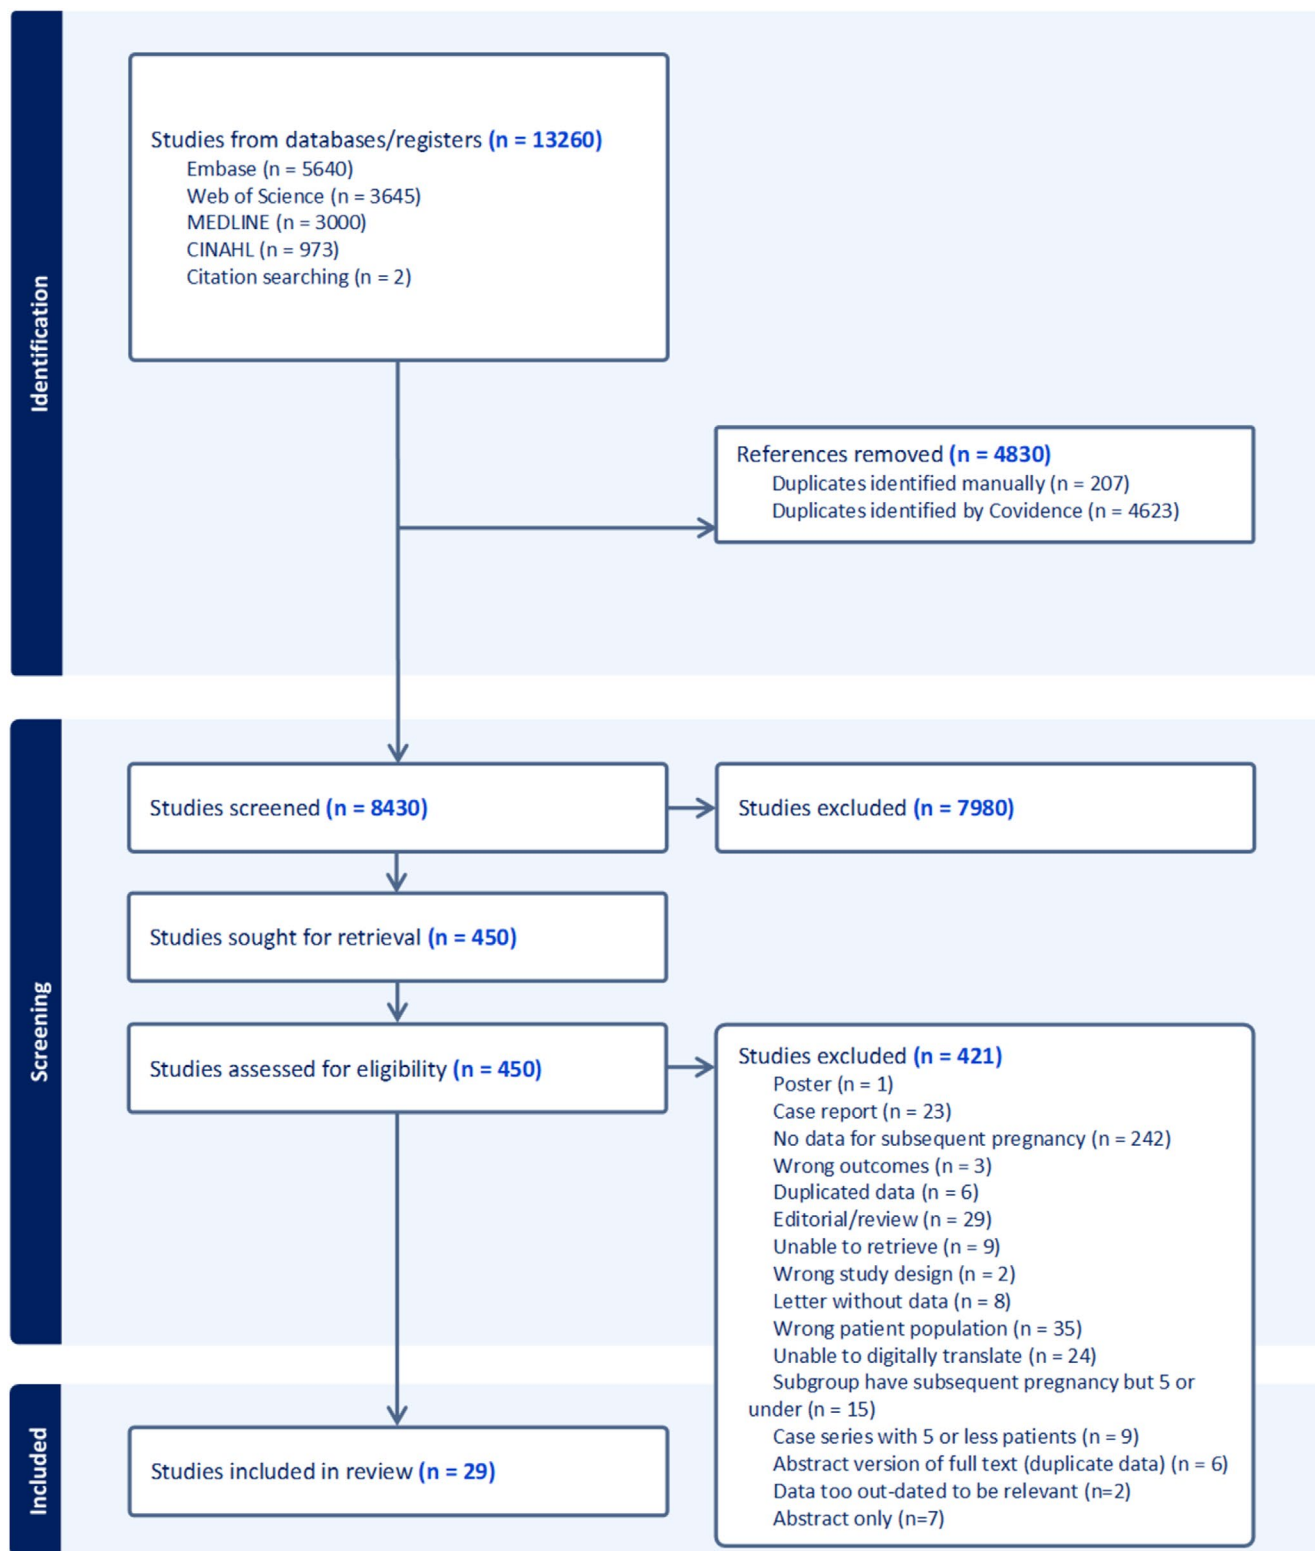 Identification
Studies from databases/registers (n = 13260)
Embase (n = 5640)
Web of Science (n = 3645)
MEDLINE (n = 3000)
CINAHL (n = 973)
Citation searching (n = 2)
References removed (n = 4830)
Duplicates identified manually (n = 207)
Duplicates identified by Covidence (n = 4623)
Screening
Studies screened (n = 8430)
Studies excluded (n = 7980)
Studies sought for retrieval (n = 450)
Studies assessed for eligibility (n = 450)
Studies excluded (n = 421)
Poster (n = 1)
Case report (n = 23)
No data for subsequent pregnancy (n = 242)
Wrong outcomes (n = 3)
Duplicated data (n = 6)
Editorial/review (n = 29)
Unable to retrieve (n = 9)
Wrong study design (n = 2)
Letter without data (n = 8)
Wrong patient population (n = 35)
Unable to digitally translate (n = 24)
Subgroup have subsequent pregnancy but 5 or
under (n = 15)
Case series with 5 or less patients (n = 9)
Abstract version of full text (duplicate data) (n = 6)
Data too out-dated to be relevant (n=2)
Abstract only (n=7)
Included
Studies included in review (n = 29)